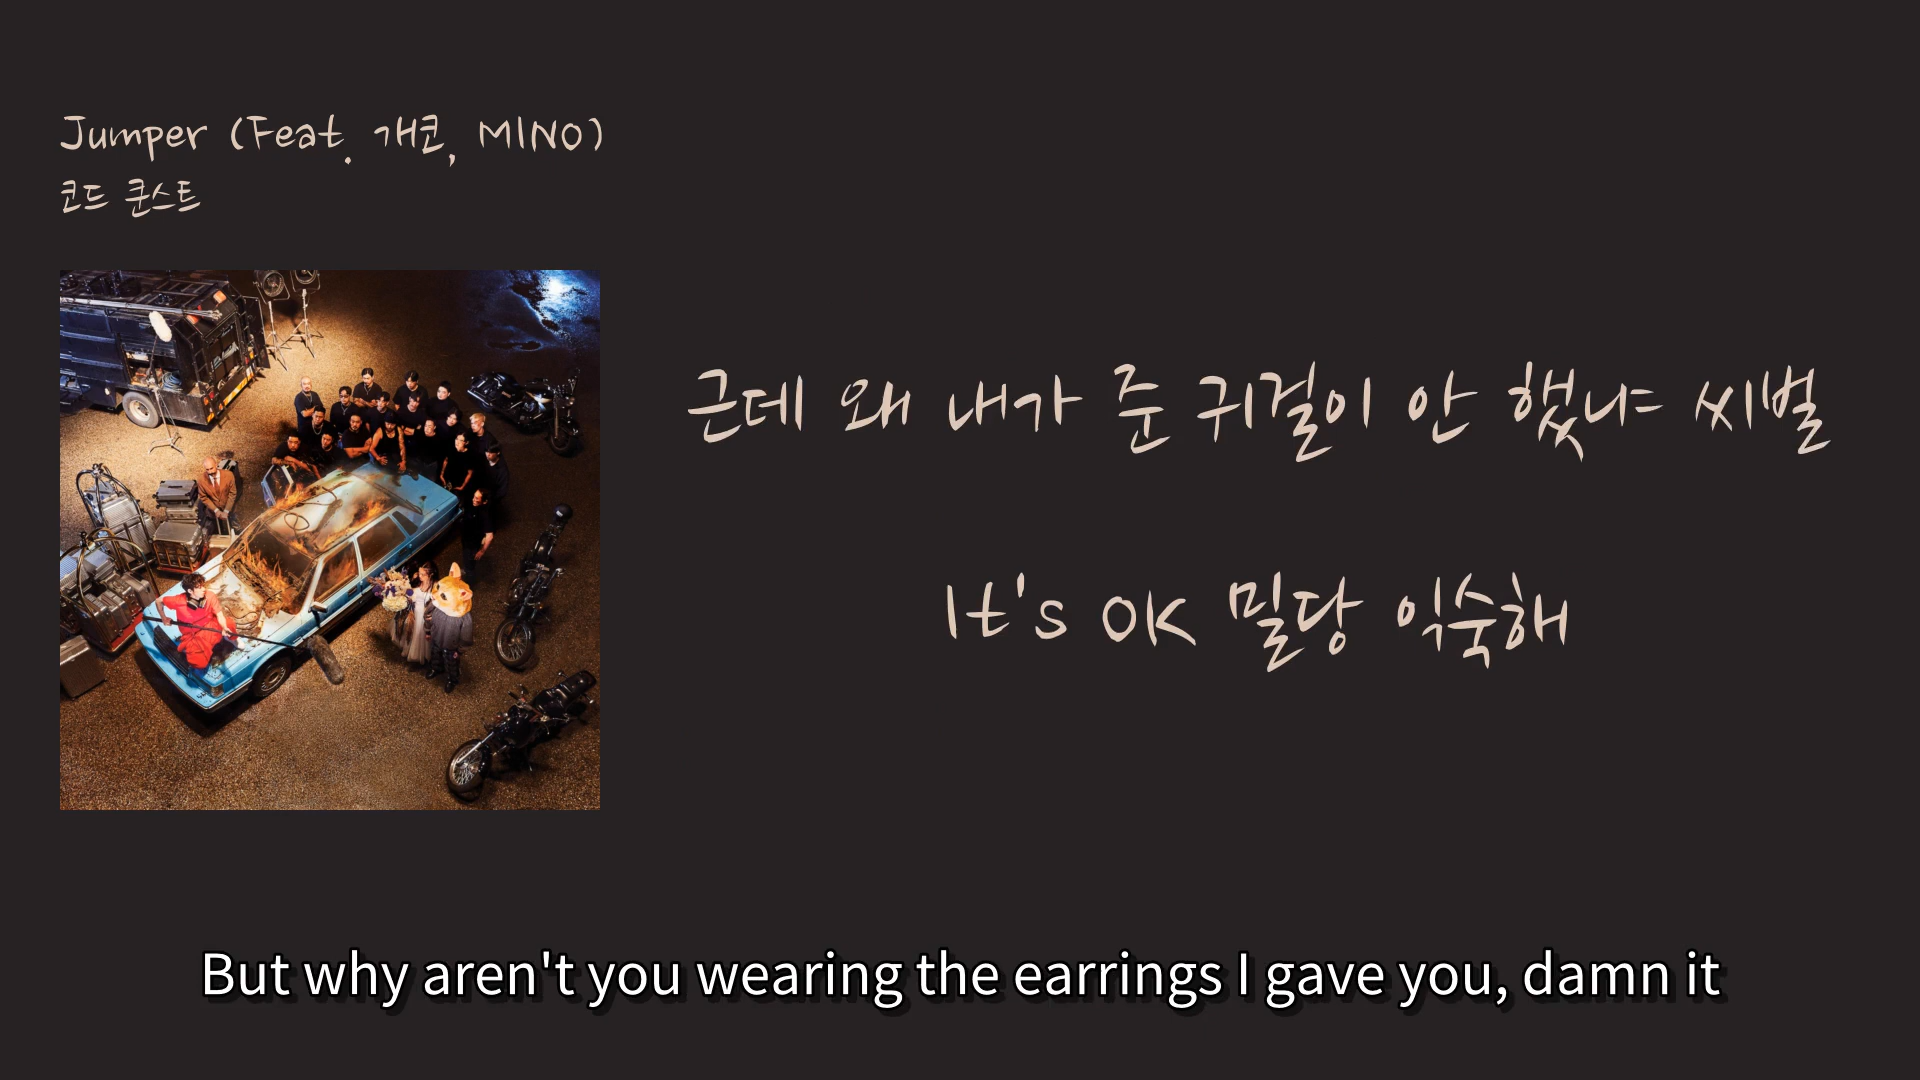 Jumper (Feat. 개코, MINO)
코드 쿤스트
근데 왜 내가 준 귀걸이 안 했냐 씨벌
It's OK 밀당 익숙해
But why aren't you wearing the earrings I gave you, damn it